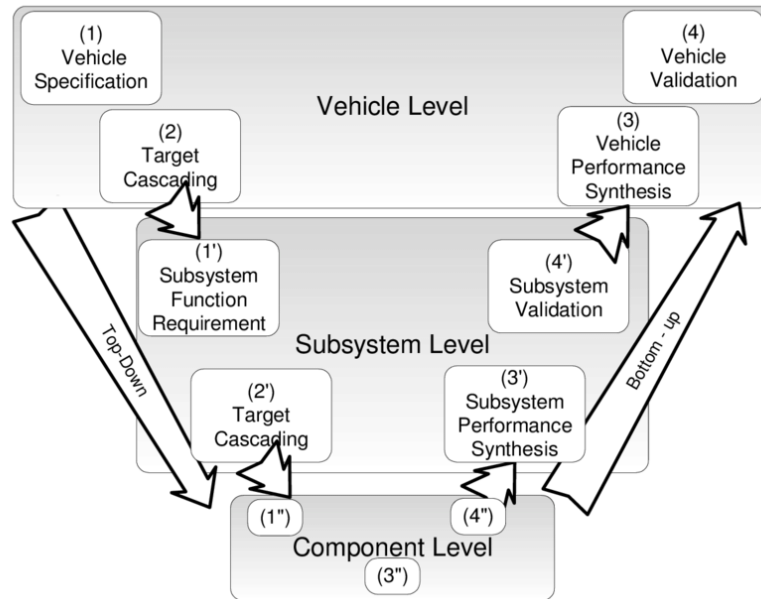 (1)
Vehicle
Specification
(2)
Target
Cascading
Vehicle Level
(4)
Vehicle
Validation
(3)
Vehicle
Performance
Synthesis
(1')
Subsystem
Function
Requirement
(4')
Subsystem
Validation
Top-Down
Subsystem Level
Bottom - up
(2')
Target
Cascading
(3')
Subsystem
Performance
Synthesis
(1")
(4")
Component Level
(3")